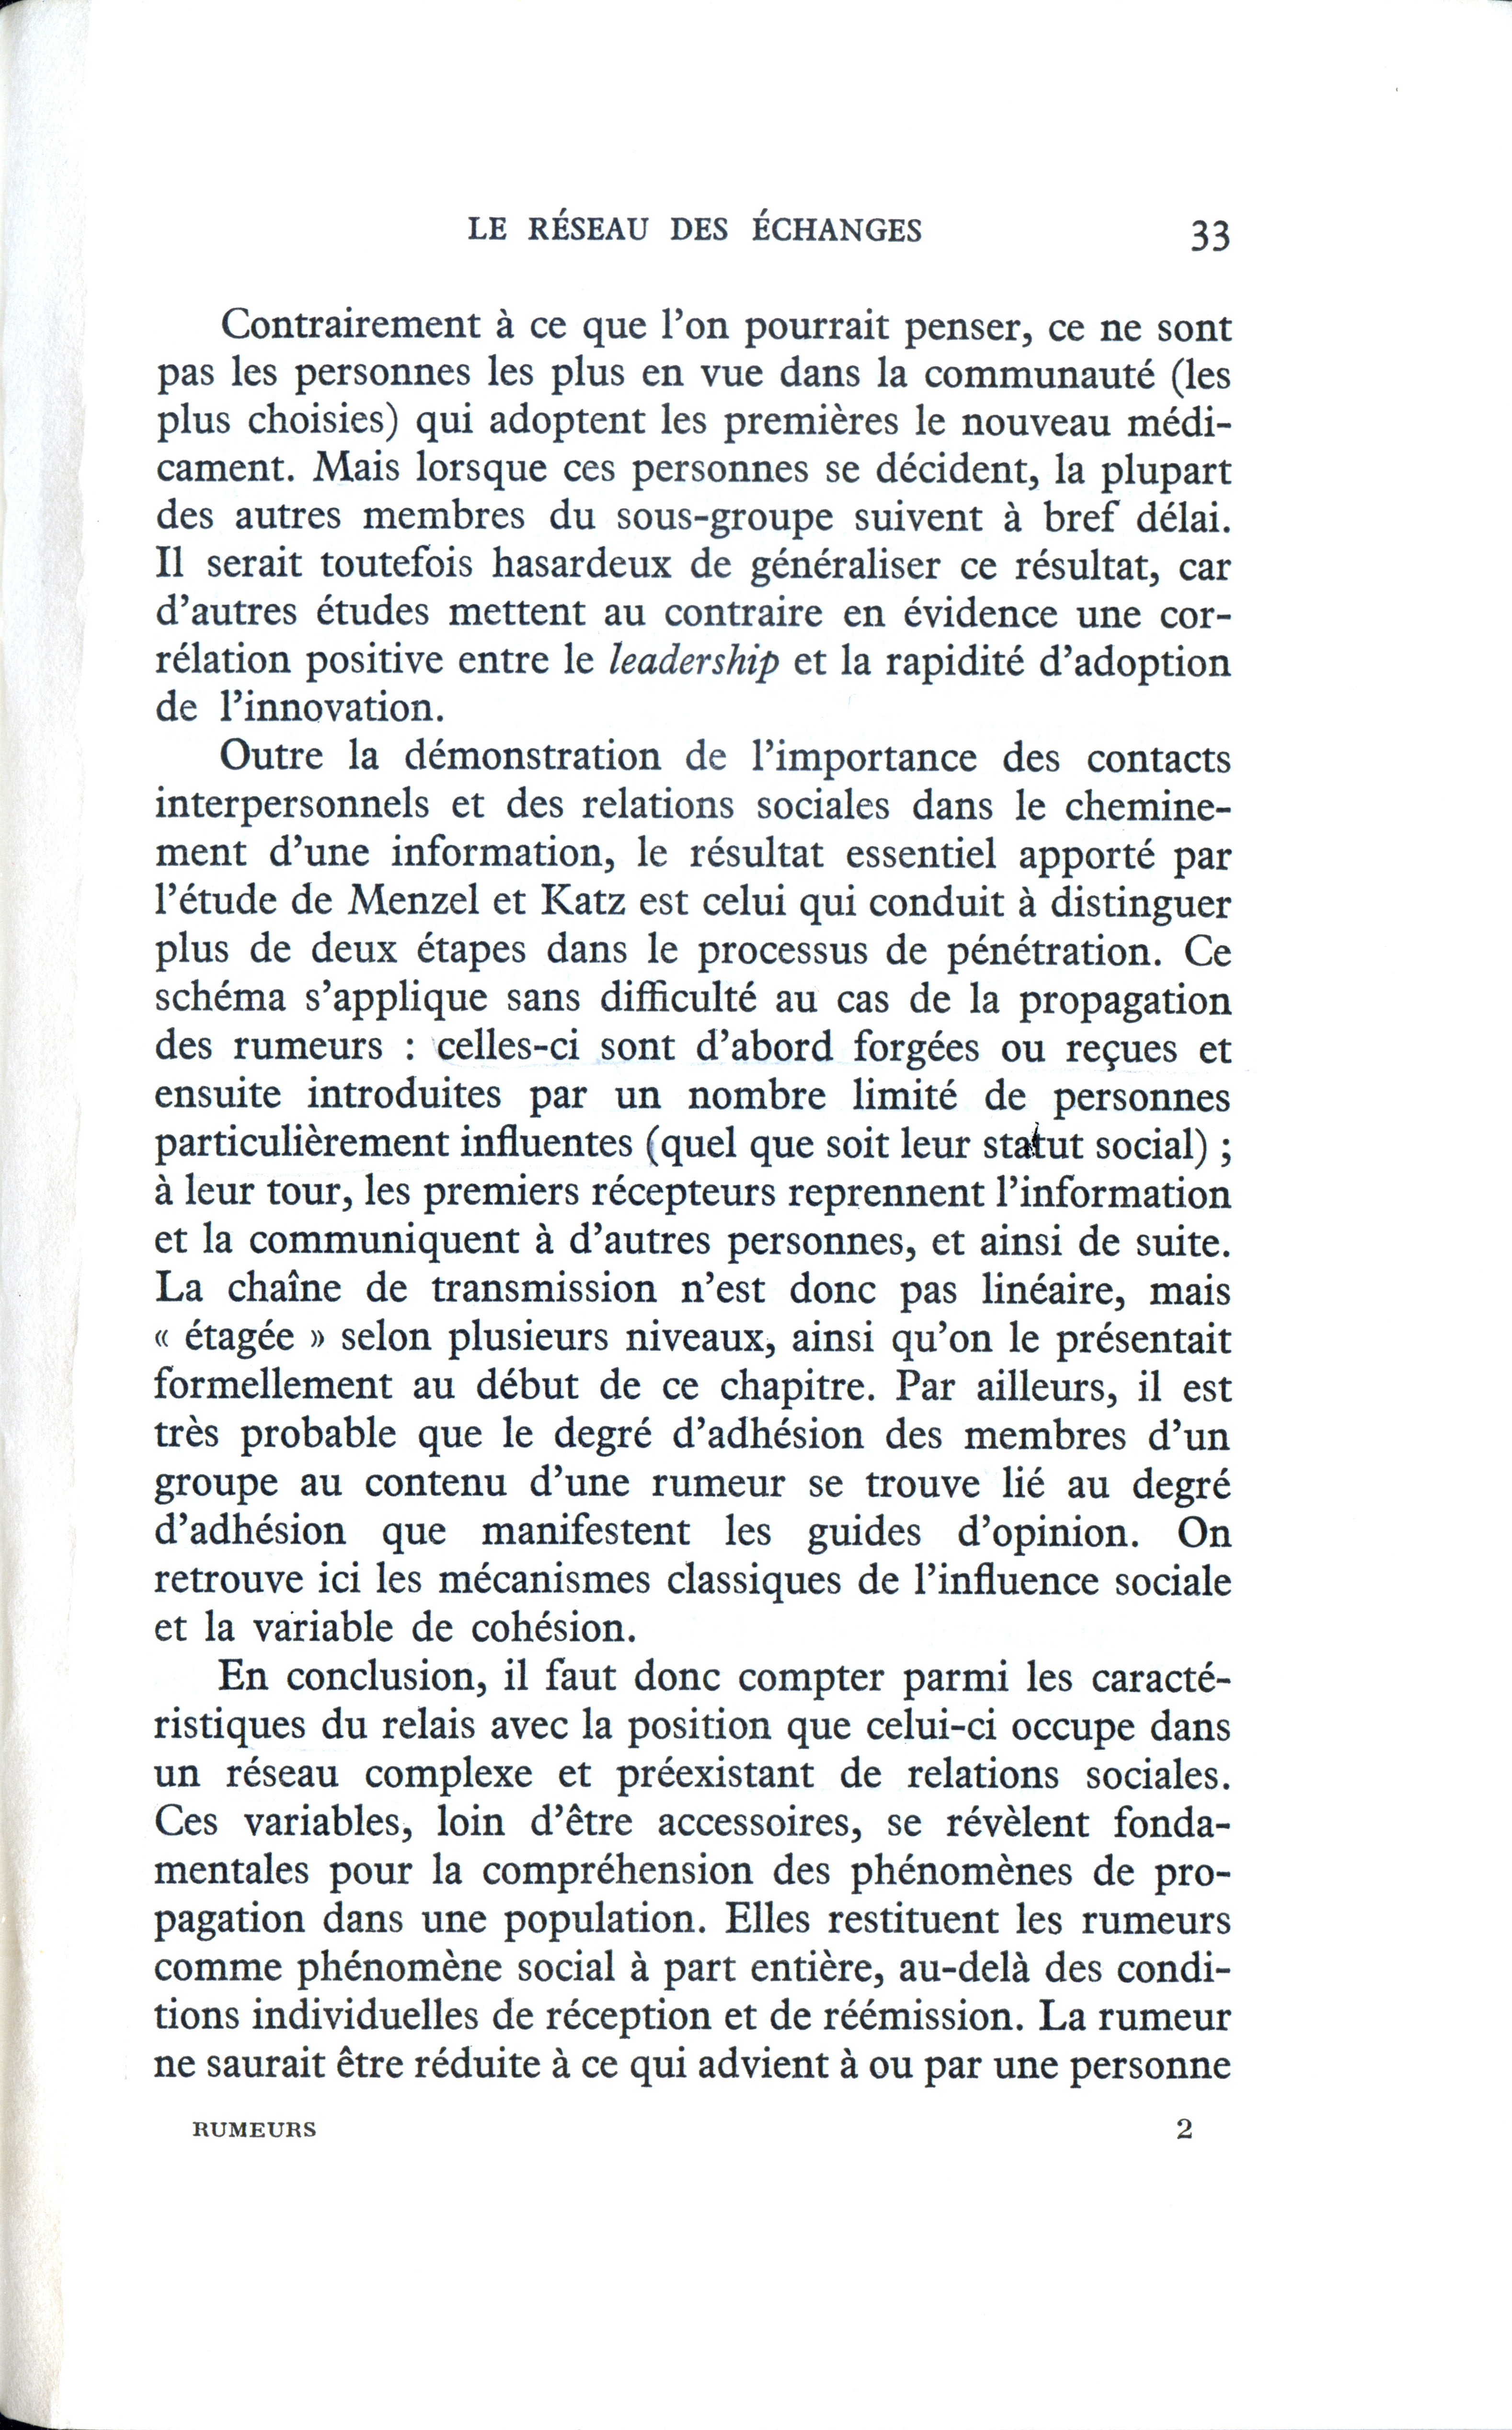 LE RÉSEAU DES ÉCHANGES 33
Contrairement à ce que l'on pourrait penser, ce ne sont
pas les personnes les plus en vue dans la communauté (les
plus choisies) qui adoptent les premières le nouveau médi-
cament. Mais lorsque ces personnes se décident, la plupart
des autres membres du sous-groupe suivent à bref délai.
Il serait toutefois hasardeux de généraliser ce résultat, car
d'autres études mettent au contraire en évidence une cor-
rélation positive entre le leadership et la rapidité d'adoption
de l'innovation.
Outre la démonstration de l'importance des contacts
interpersonnels et des relations sociales dans le chemine-
ment d'une information, le résultat essentiel apporté par
l'étude de Menzel et Katz est celui qui conduit à distinguer
plus de deux étapes dans le processus de pénétration. Ce
schéma s'applique sans difficulté au cas de la propagation
des rumeurs : celles-ci sont d'abord forgées ou reçues et
ensuite introduites par un nombre limité de personnes
particulièrement influentes (quel que soit leur statut social) ;
à leur tour, les premiers récepteurs reprennent l'information
et la communiquent à d'autres personnes, et ainsi de suite.
La chaîne de transmission n'est donc pas linéaire, mais
« étagée » selon plusieurs niveaux, ainsi qu'on le présentait
formellement au début de ce chapitre. Par ailleurs, il est
très probable que le degré d'adhésion des membres d'un
groupe au contenu d'une rumeur se trouve lié au degré
d'adhésion que manifestent les guides d'opinion. On
retrouve ici les mécanismes classiques de l'influence sociale
et la variable de cohésion.
En conclusion, il faut donc compter parmi les caracté-
ristiques du relais avec la position que celui-ci occupe dans
un réseau complexe et préexistant de relations sociales.
Ces variables, loin d'être accessoires, se révèlent fonda-
mentales pour la compréhension des phénomènes de pro-
pagation dans une population. Elles restituent les rumeurs
comme phénomène social à part entière, au-delà des condi-
tions individuelles de réception et de réémission. La rumeur
ne saurait être réduite à ce qui advient à ou par une personne
RUMEURS 2